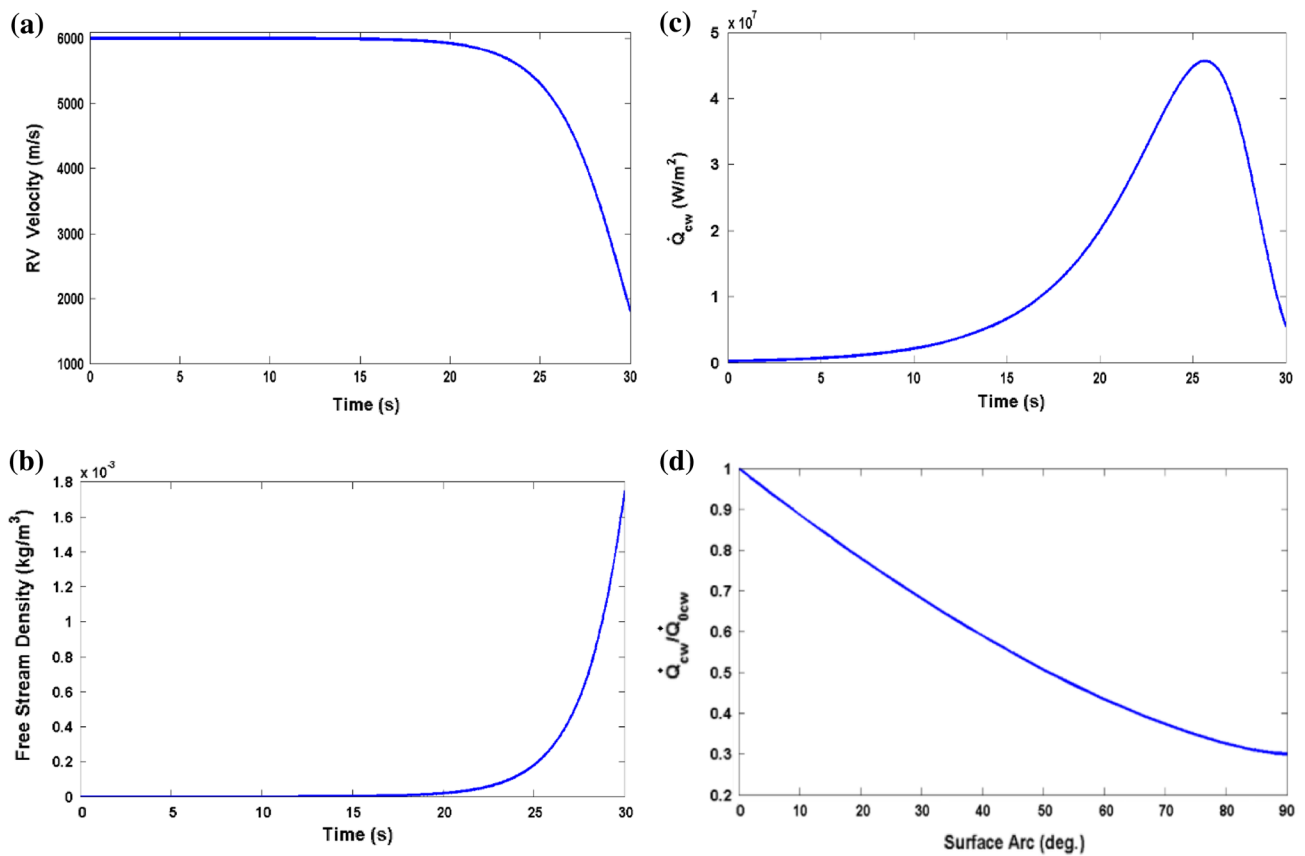 (a)
6000
5000
4000
3000
2000
1000
RV Velocity (m/s)
0 5 10 15 20 25 30
Time (s)
(b)
x 10-3
1.8
1.6
1.4
1.2
1
0.8
0.6
0.4
0.2
0
Free Stream Density (kg/m3)
0 5 10 15 20 25 30
Time (s)
(c)
x 10^7
5
4
3
2
1
0
Q̇cw (W/m2)
0 5 10 15 20 25 30
Time (s)
(d)
1
0.9
0.8
0.7
0.6
0.5
0.4
0.3
0.2
Q̇cw/Q̇0cw
0 10 20 30 40 50 60 70 80 90
Surface Arc (deg.)